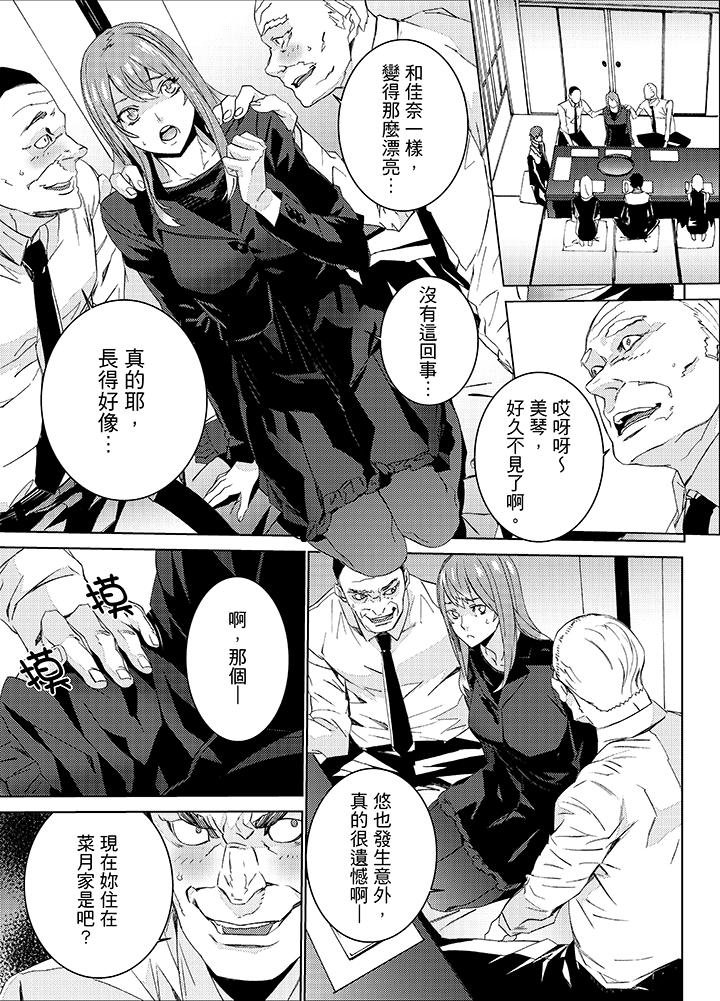 哎呀呀～
美琴，
好久不見了啊。
和佳奈一樣，
變得那麼漂亮…
沒有這回事…
真的耶，
長得好像…
悠也發生意外，
真的很遺憾啊—
啊，那個—
摸
摸
現在妳住在
菜月家是吧？